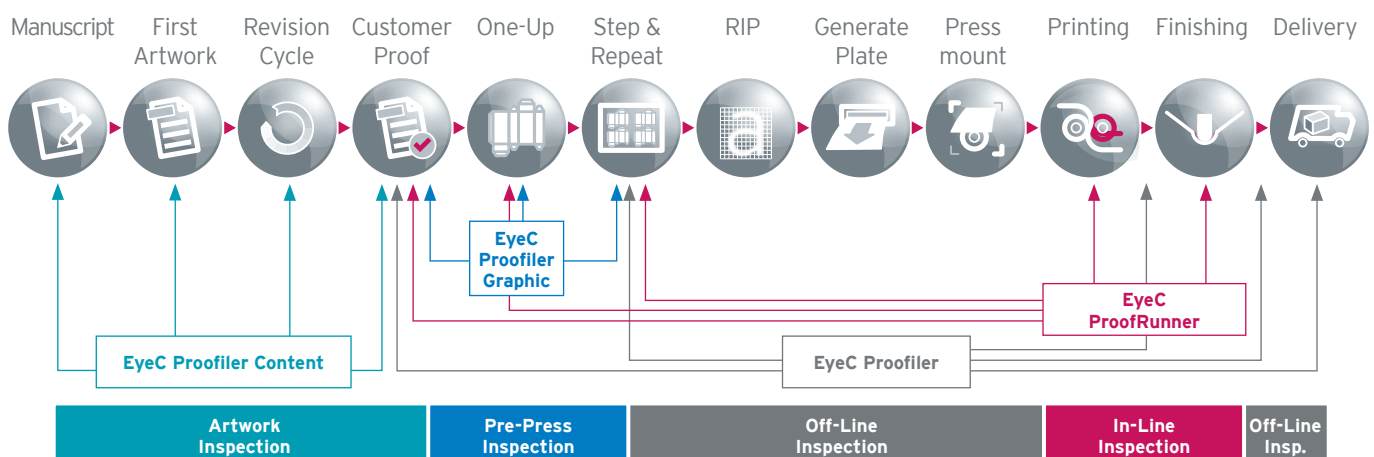 Manuscript
First
Artwork
Revision
Cycle
Customer
Proof
One-Up
Step &
Repeat
RIP
Generate
Plate
Press
mount
Printing
Finishing
Delivery
a
EyeC
Proofiler
Graphic
EyeC
ProofRunner
EyeC Proofiler Content
EyeC Proofiler
Artwork
Inspection
Pre-Press
Inspection
Off-Line
Inspection
In-Line
Inspection
Off-Line
Insp.